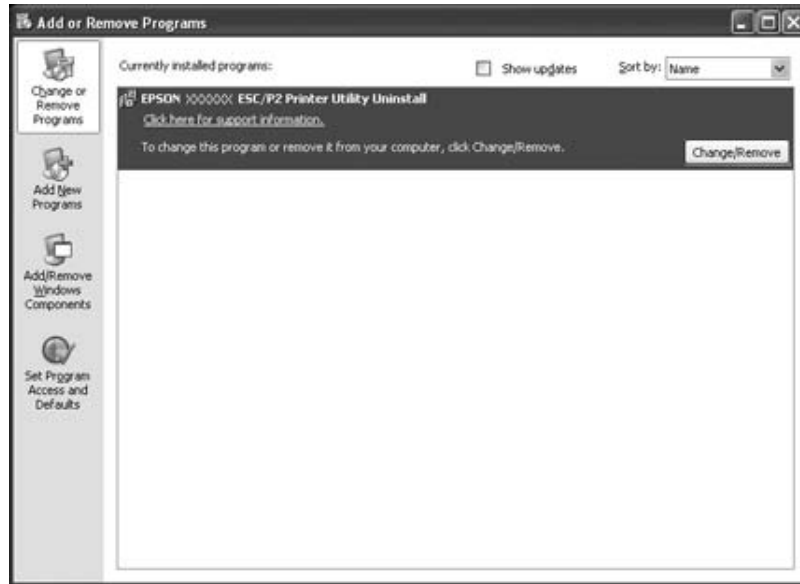 Add or Remove Programs
Change or
Remove
Programs
Add New
Programs
Add/Remove
Windows
Components
Set Program
Access and
Defaults
Currently installed programs:
Show updates
Sort by: Name
EPSON XXXXXX ESC/P2 Printer Utility Uninstall
Click here for support information.
To change this program or remove it from your computer, click Change/Remove.
Change/Remove